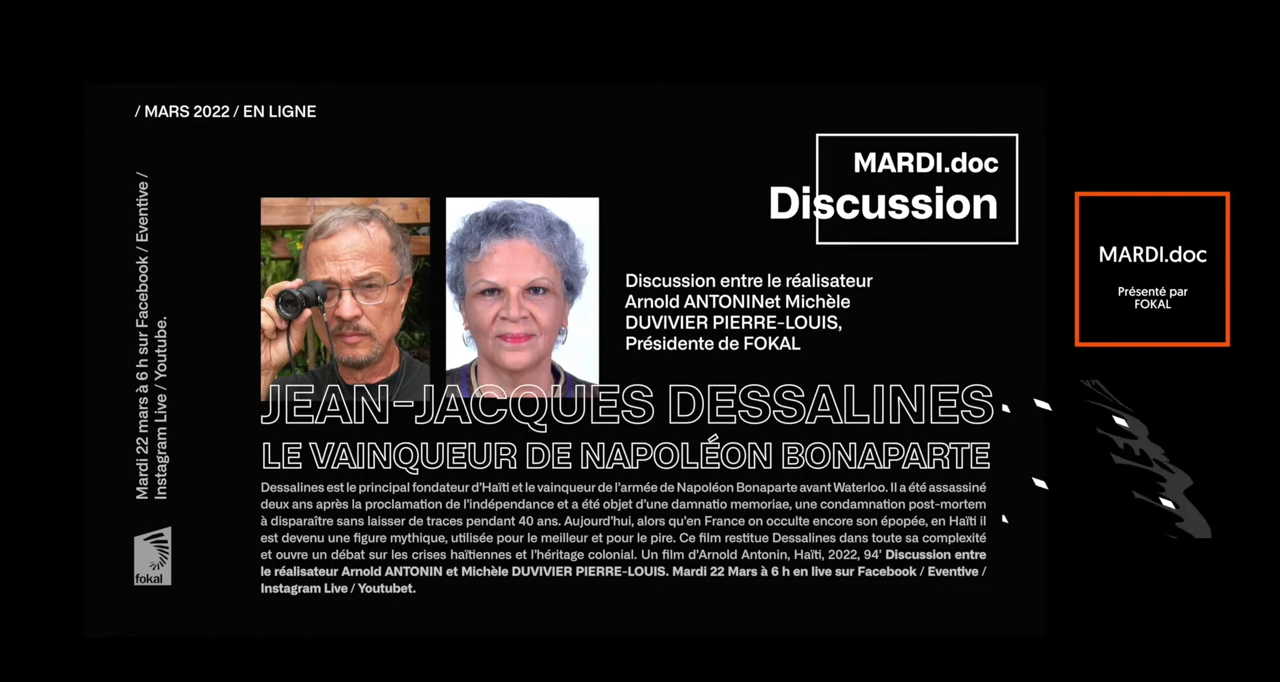 / MARS 2022 / EN LIGNE
MARDI.doc
Discussion
Mardi 22 mars à 6 h sur Facebook / Eventive /
Instagram Live / Youtube.
Discussion entre le réalisateur
Arnold ANTONINet Michèle
DUVIVIER PIERRE-LOUIS,
Présidente de FOKAL
JEAN-JACQUES DESSALINES
LE VAINQUEUR DE NAPOLÉON BONAPARTE
Dessalines est le principal fondateur d’Haïti et le vainqueur de l’armée de Napoléon Bonaparte avant Waterloo. Il a été assassiné
deux ans après la proclamation de l’indépendance et a été objet d’une damnatio memoriae, une condamnation post-mortem
à disparaître sans laisser de traces pendant 40 ans. Aujourd’hui, alors qu’en France on occulte encore son épopée, en Haïti il
est devenu une figure mythique, utilisée pour le meilleur et pour le pire. Ce film restitue Dessalines dans toute sa complexité
et ouvre un débat sur les crises haïtiennes et l’héritage colonial. Un film d’Arnold Antonin, Haïti, 2022, 94’ Discussion entre
le réalisateur Arnold ANTONIN et Michèle DUVIVIER PIERRE-LOUIS. Mardi 22 Mars à 6 h en live sur Facebook / Eventive /
Instagram Live / Youtubet.
fokal
MARDI.doc
Présenté par
FOKAL